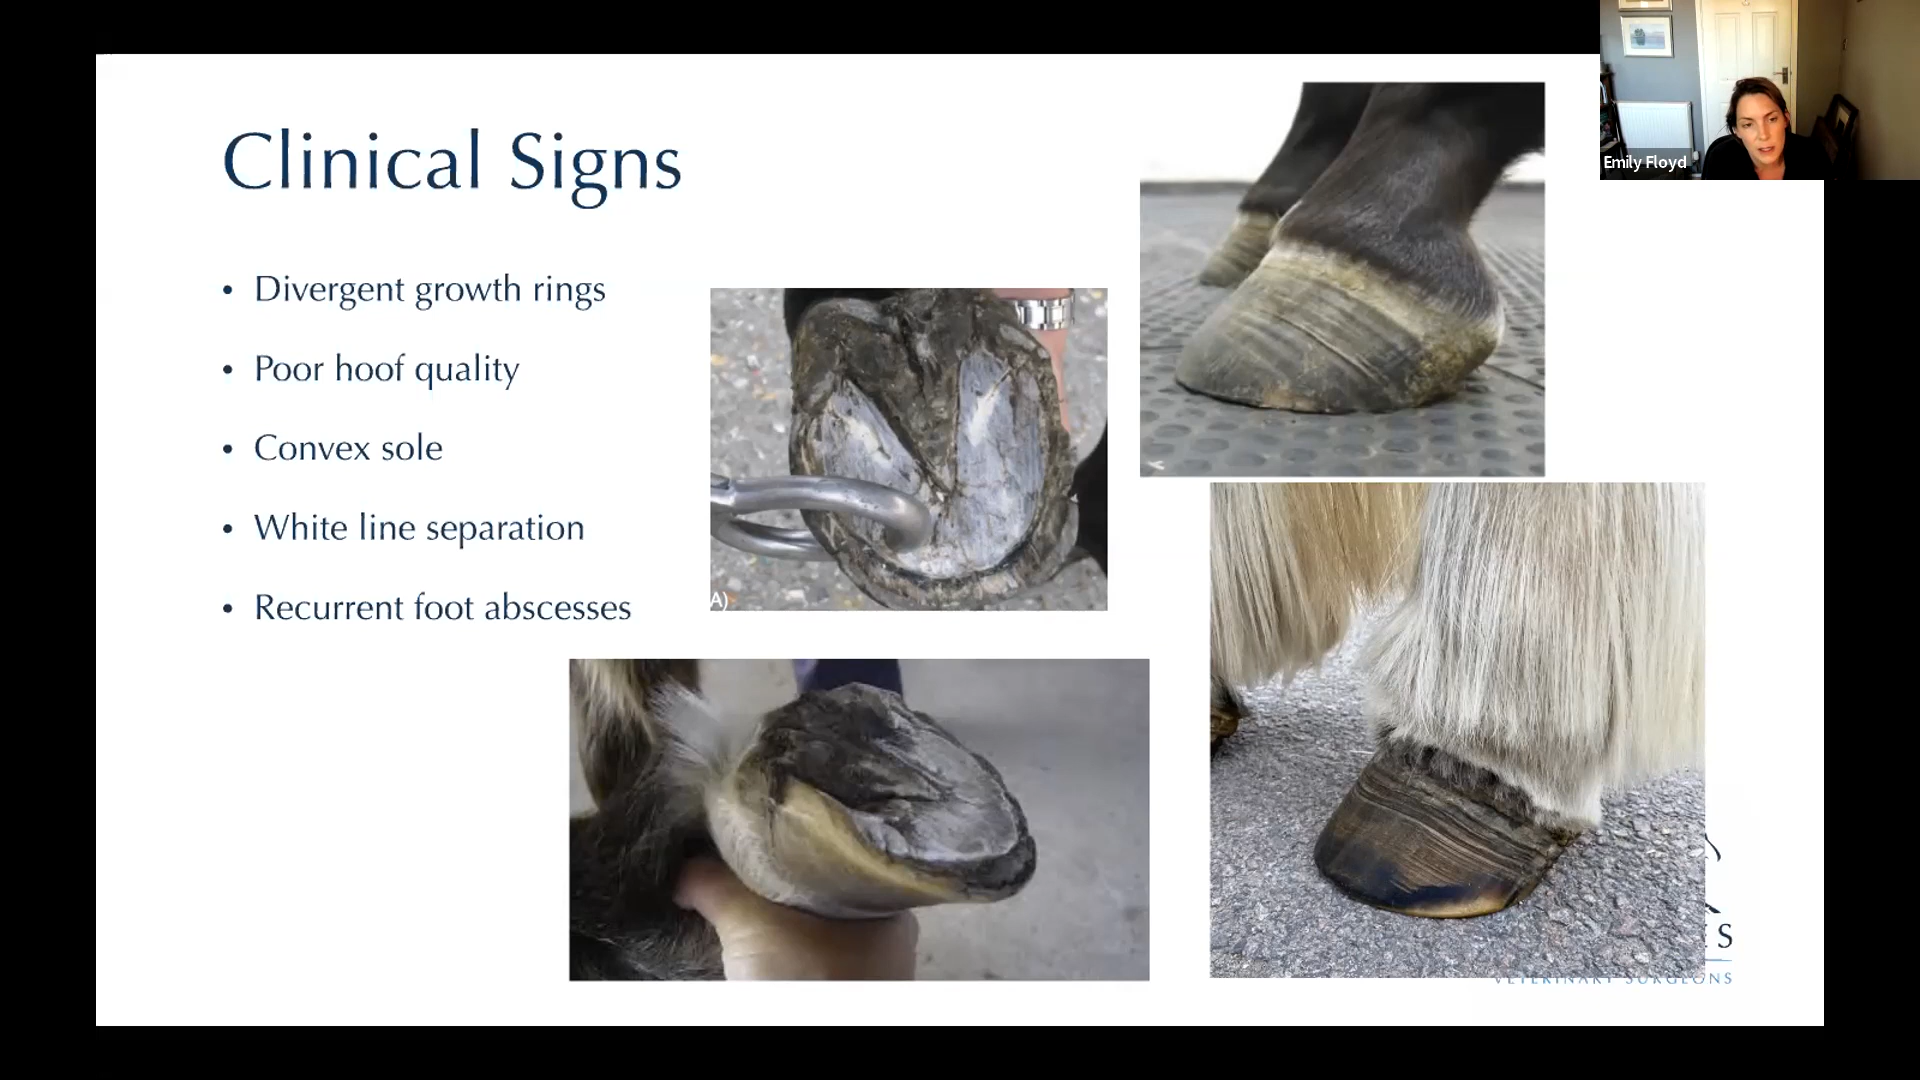 Clinical Signs
• Divergent growth rings
• Poor hoof quality
• Convex sole
• White line separation
• Recurrent foot abscesses
A)
Emily Floyd
S
VETERINARY SURGEONS